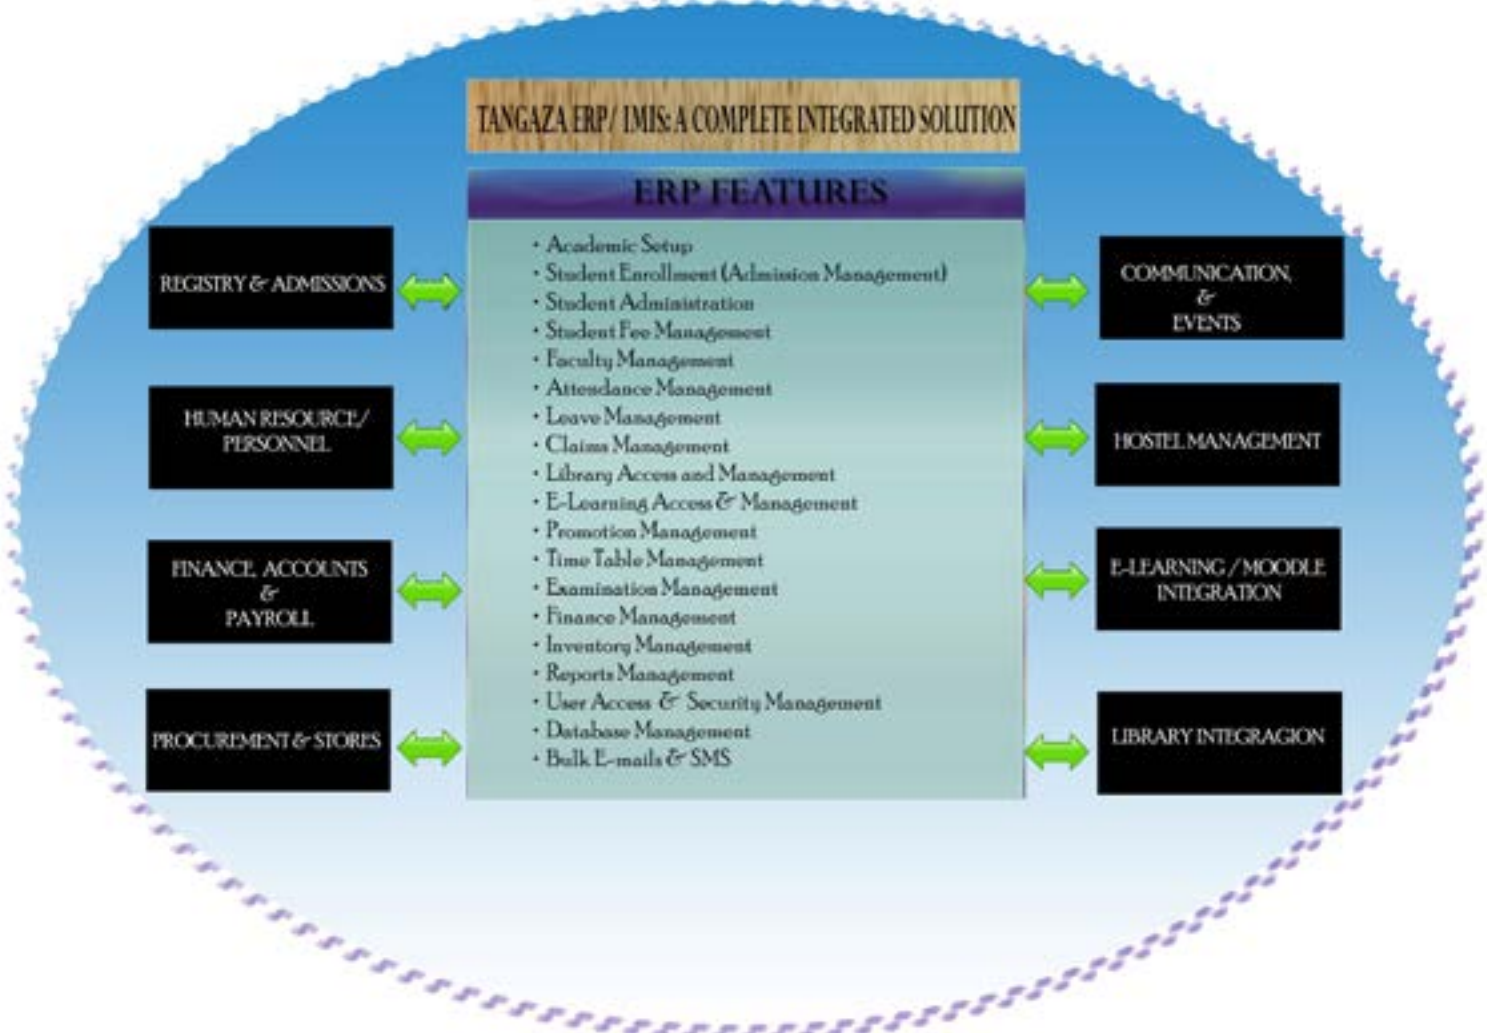 TANGAZA ERP/ IMIS: A COMPLETE INTEGRATED SOLUTION
ERP FEATURES
• Academic Setup
• Student Enrollment (Admission Management)
• Student Administration
• Student Fee Management
• Faculty Management
• Attendance Management
• Leave Management
• Claims Management
• Library Access and Management
• E-Learning Access & Management
• Promotion Management
• Time Table Management
• Examination Management
• Finance Management
• Inventory Management
• Reports Management
• User Access & Security Management
• Database Management
• Bulk E-mails & SMS
REGISTRY & ADMISSIONS
HUMAN RESOURCE/
PERSONNEL
FINANCE, ACCOUNTS
&
PAYROLL
PROCUREMENT & STORES
COMMUNICATION,
&
EVENTS
HOSTEL MANAGEMENT
E-LEARNING / MOODLE
INTEGRATION
LIBRARY INTEGRAGION